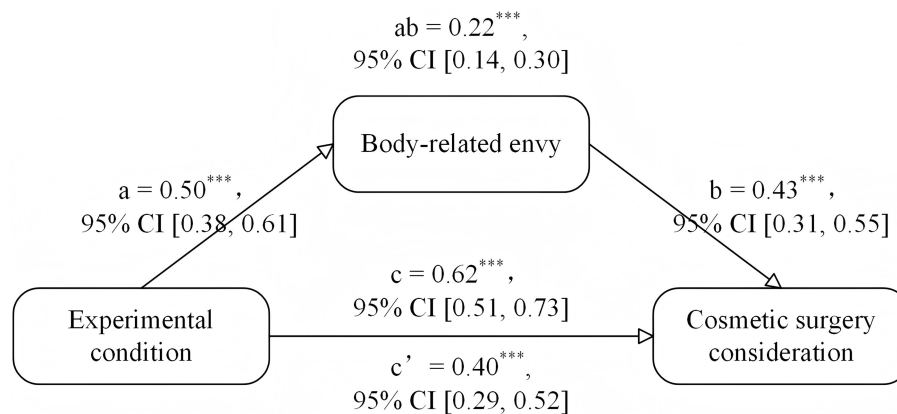 ab = 0.22***,
95% CI [0.14, 0.30]
Body-related envy
a = 0.50***,
95% CI [0.38, 0.61]
b = 0.43***,
95% CI [0.31, 0.55]
c = 0.62***,
95% CI [0.51, 0.73]
Experimental
condition
Cosmetic surgery
consideration
c’ = 0.40***,
95% CI [0.29, 0.52]